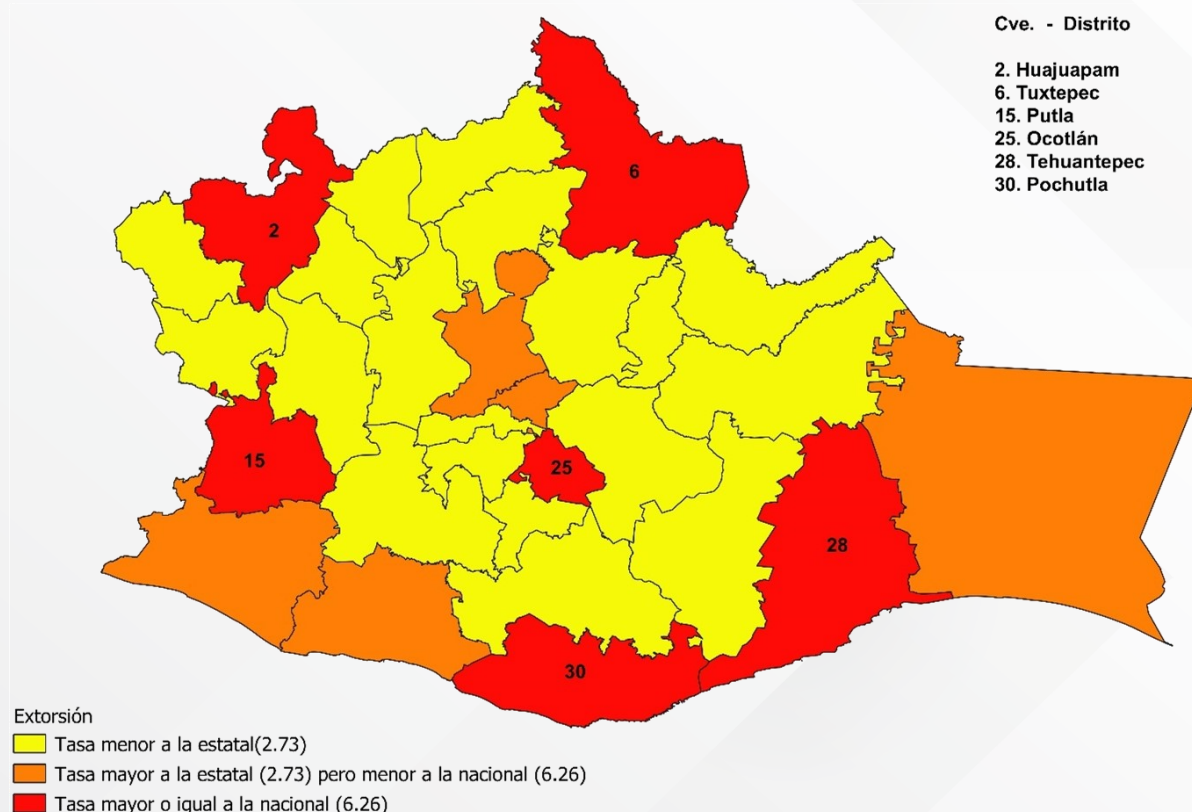 Cve. - Distrito
2. Huajuapam
6. Tuxtepec
15. Putla
25. Ocotlán
28. Tehuantepec
30. Pochutla
6
2
15
25
28
30
Extorsión
Tasa menor a la estatal(2.73)
Tasa mayor a la estatal (2.73) pero menor a la nacional (6.26)
Tasa mayor o igual a la nacional (6.26)